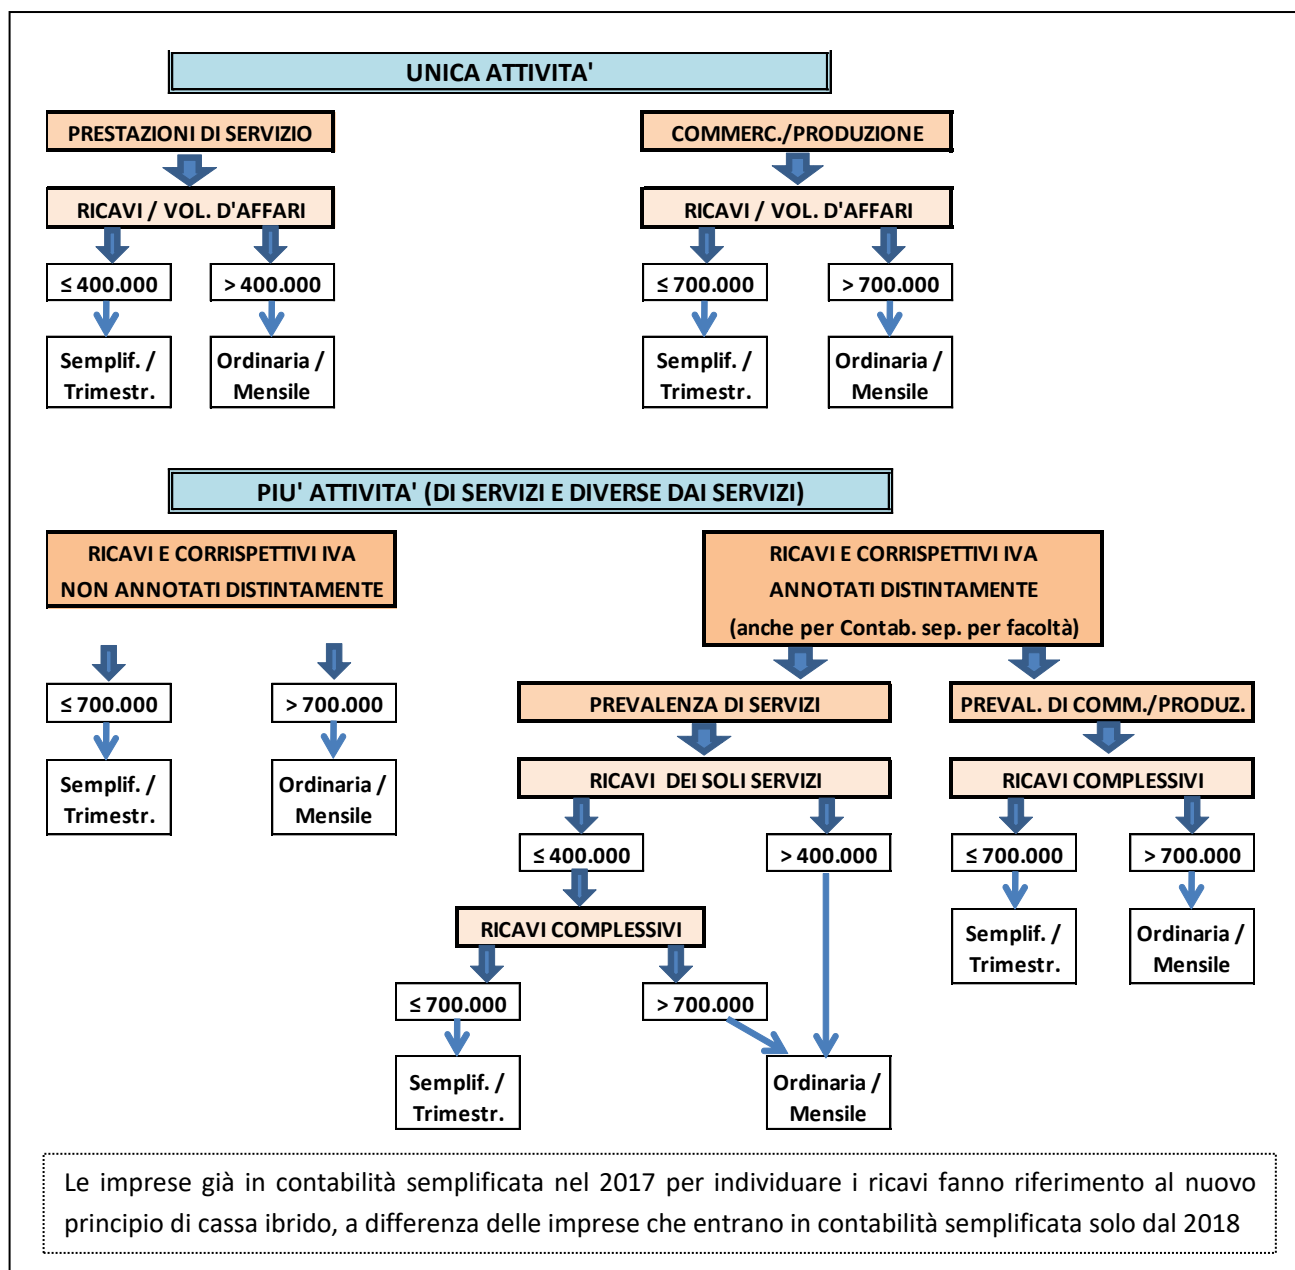 UNICA ATTIVITA'
PRESTAZIONI DI SERVIZIO
COMMERC./PRODUZIONE
RICAVI / VOL. D'AFFARI
RICAVI / VOL. D'AFFARI
≤ 400.000
> 400.000
≤ 700.000
> 700.000
Semplif. /
Trimestr.
Ordinaria /
Mensile
Semplif. /
Trimestr.
Ordinaria /
Mensile
PIU' ATTIVITA' (DI SERVIZI E DIVERSE DAI SERVIZI)
RICAVI E CORRISPETTIVI IVA
NON ANNOTATI DISTINTAMENTE
RICAVI E CORRISPETTIVI IVA
ANNOTATI DISTINTAMENTE
(anche per Contab. sep. per facoltà)
≤ 700.000
> 700.000
PREVALENZA DI SERVIZI
PREVAL. DI COMM./PRODUZ.
Semplif. /
Trimestr.
Ordinaria /
Mensile
RICAVI DEI SOLI SERVIZI
RICAVI COMPLESSIVI
≤ 400.000
> 400.000
≤ 700.000
> 700.000
RICAVI COMPLESSIVI
Semplif. /
Trimestr.
Ordinaria /
Mensile
≤ 700.000
> 700.000
Semplif. /
Trimestr.
Ordinaria /
Mensile
Le imprese già in contabilità semplificata nel 2017 per individuare i ricavi fanno riferimento al nuovo
principio di cassa ibrido, a differenza delle imprese che entrano in contabilità semplificata solo dal 2018